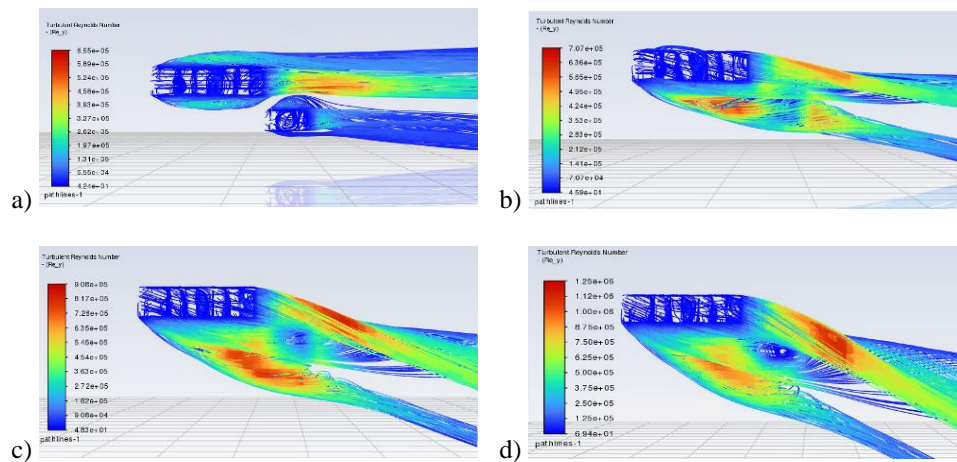 Turbulent Reynolds Number
- (Re_y)
6.55e+05
5.89e+05
5.24e+05
4.58e+05
3.93e+05
3.27e+05
2.62e+05
1.97e+05
1.31e+05
6.55e+04
4.24e+01
pathlines-1
a)
Turbulent Reynolds Number
- (Re_y)
7.07e+05
6.36e+05
5.65e+05
4.95e+05
4.24e+05
3.53e+05
2.83e+05
2.12e+05
1.41e+05
7.07e+04
4.59e+01
pathlines-1
b)
Turbulent Reynolds Number
- (Re_y)
9.08e+05
8.17e+05
7.26e+05
6.35e+05
5.45e+05
4.54e+05
3.63e+05
2.72e+05
1.82e+05
9.08e+04
4.83e+01
pathlines-1
c)
Turbulent Reynolds Number
- (Re_y)
1.25e+06
1.12e+06
1.00e+06
8.75e+05
7.50e+05
6.25e+05
5.00e+05
3.75e+05
2.50e+05
1.25e+05
6.94e+01
pathlines-1
d)